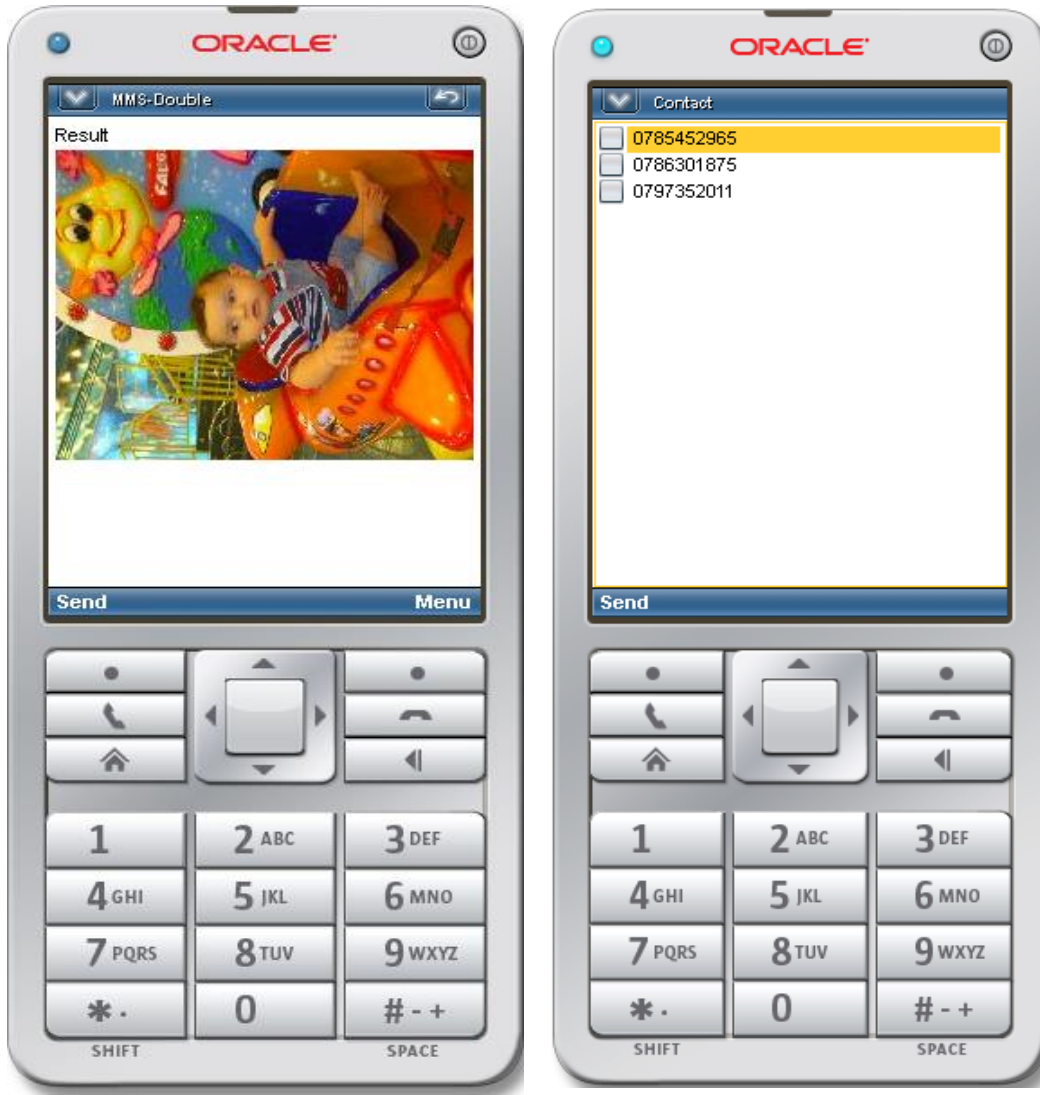 ORACLE
MMS-Double
Result
Send Menu
1 2 ABC 3 DEF
4 GHI 5 JKL 6 MNO
7 PQRS 8 TUV 9 WXYZ
* . 0 # - +
SHIFT SPACE
ORACLE
Contact
0785452965
0786301875
0797352011
Send
1 2 ABC 3 DEF
4 GHI 5 JKL 6 MNO
7 PQRS 8 TUV 9 WXYZ
* . 0 # - +
SHIFT SPACE